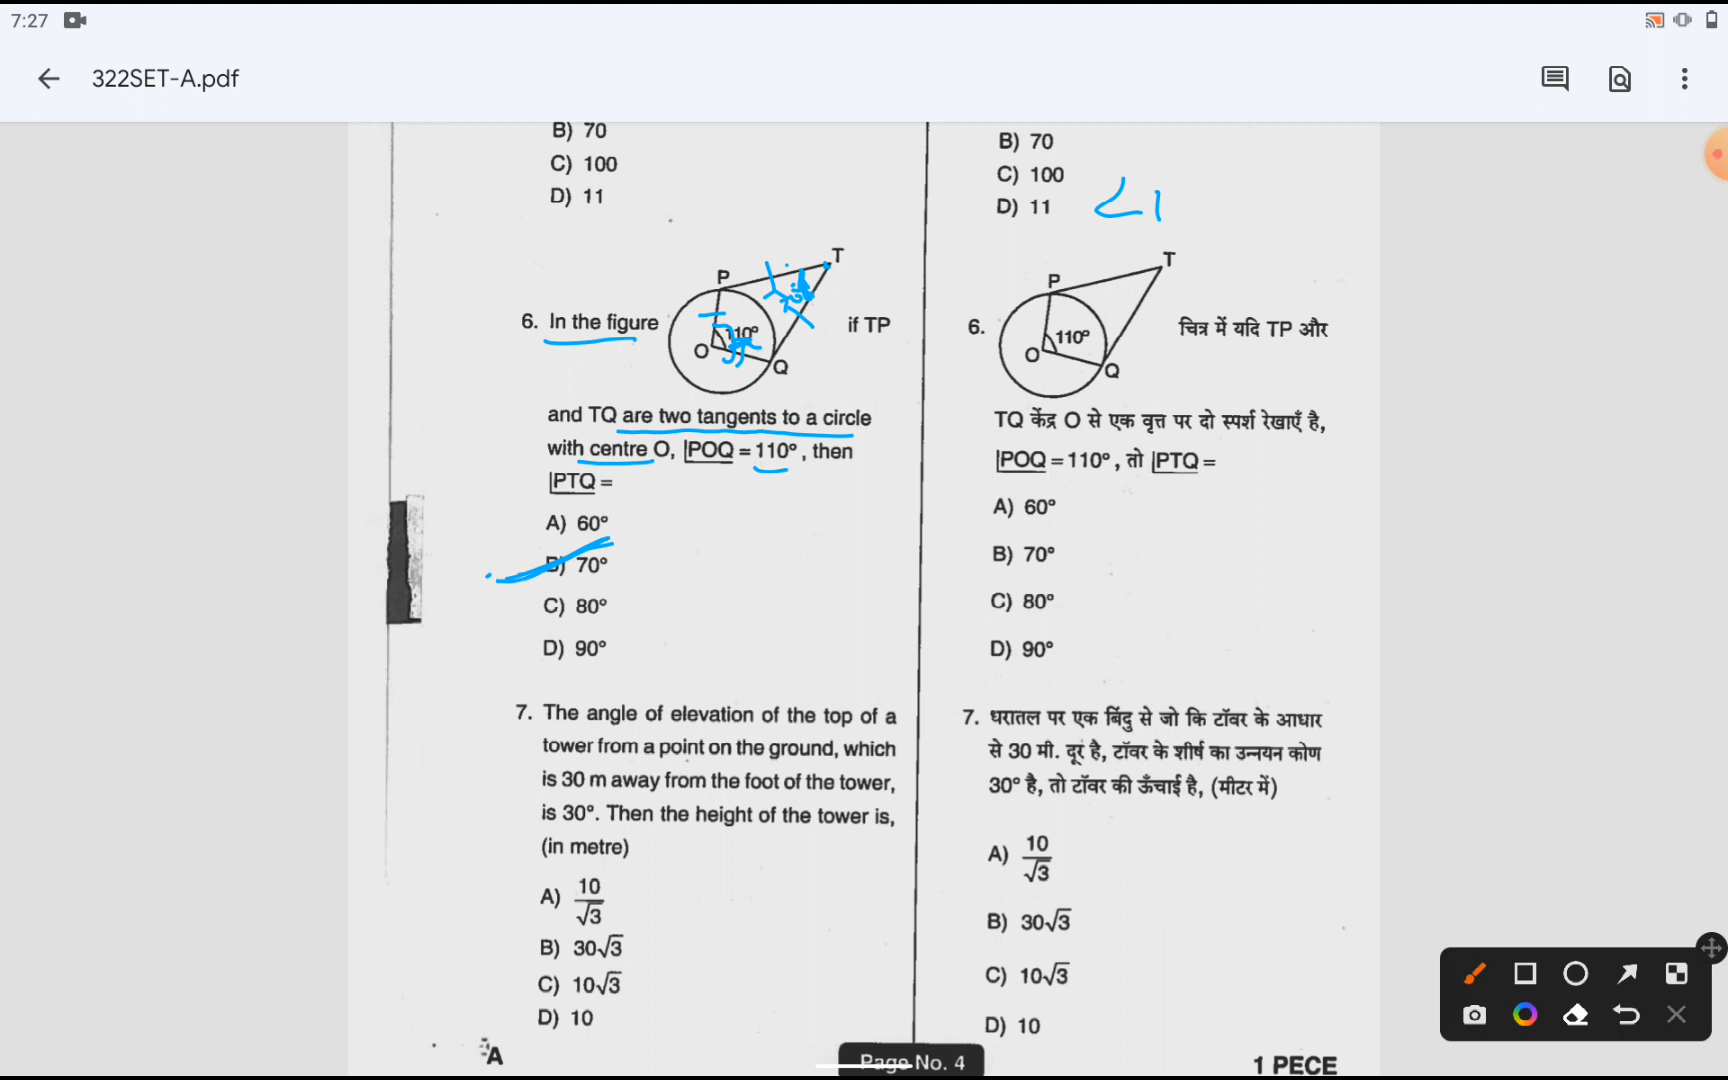 7:27
322SET-A.pdf
B) 70
C) 100
D) 11
6. In the figure
P
T
110°
O
Q
if TP
and TQ are two tangents to a circle
with centre O, |POQ = 110°, then
|PTQ =
A) 60°
B) 70°
C) 80°
D) 90°
7. The angle of elevation of the top of a
tower from a point on the ground, which
is 30 m away from the foot of the tower,
is 30°. Then the height of the tower is,
(in metre)
A) 10/√3
B) 30√3
C) 10√3
D) 10
A
B) 70
C) 100
D) 11
6.
P
T
110°
O
Q
चित्र में यदि TP और
TQ केंद्र O से एक वृत्त पर दो स्पर्श रेखाएँ है,
|POQ = 110°, तो |PTQ =
A) 60°
B) 70°
C) 80°
D) 90°
7. धरातल पर एक बिंदु से जो कि टॉवर के आधार
से 30 मी. दूर है, टॉवर के शीर्ष का उन्नयन कोण
30° है, तो टॉवर की ऊँचाई है, (मीटर में)
A) 10/√3
B) 30√3
C) 10√3
D) 10
Page No. 4
1 PECE